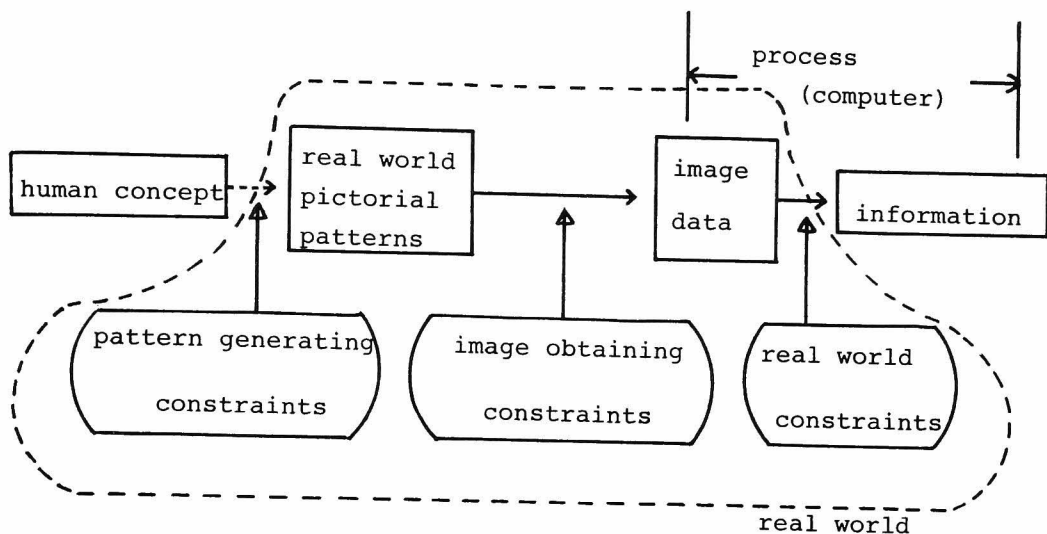 process
(computer)
human concept
real world
pictorial
patterns
image
data
information
pattern generating
constraints
image obtaining
constraints
real world
constraints
real world